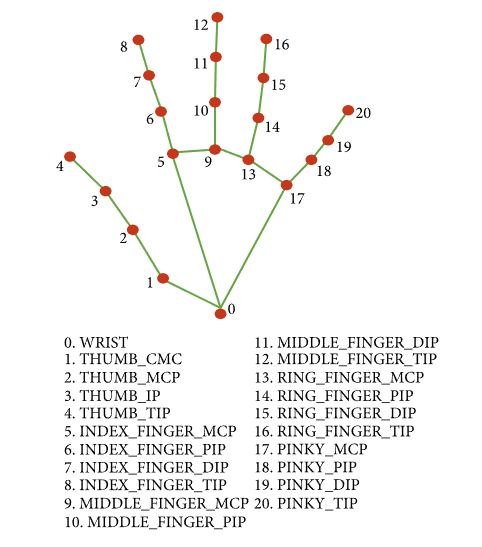 12
8
16
11
7
15
10
20
6
14
19
5
9
4
13
18
3
17
2
1
0
0. WRIST
1. THUMB_CMC
2. THUMB_MCP
3. THUMB_IP
4. THUMB_TIP
5. INDEX_FINGER_MCP
6. INDEX_FINGER_PIP
7. INDEX_FINGER_DIP
8. INDEX_FINGER_TIP
9. MIDDLE_FINGER_MCP
10. MIDDLE_FINGER_PIP
11. MIDDLE_FINGER_DIP
12. MIDDLE_FINGER_TIP
13. RING_FINGER_MCP
14. RING_FINGER_PIP
15. RING_FINGER_DIP
16. RING_FINGER_TIP
17. PINKY_MCP
18. PINKY_PIP
19. PINKY_DIP
20. PINKY_TIP